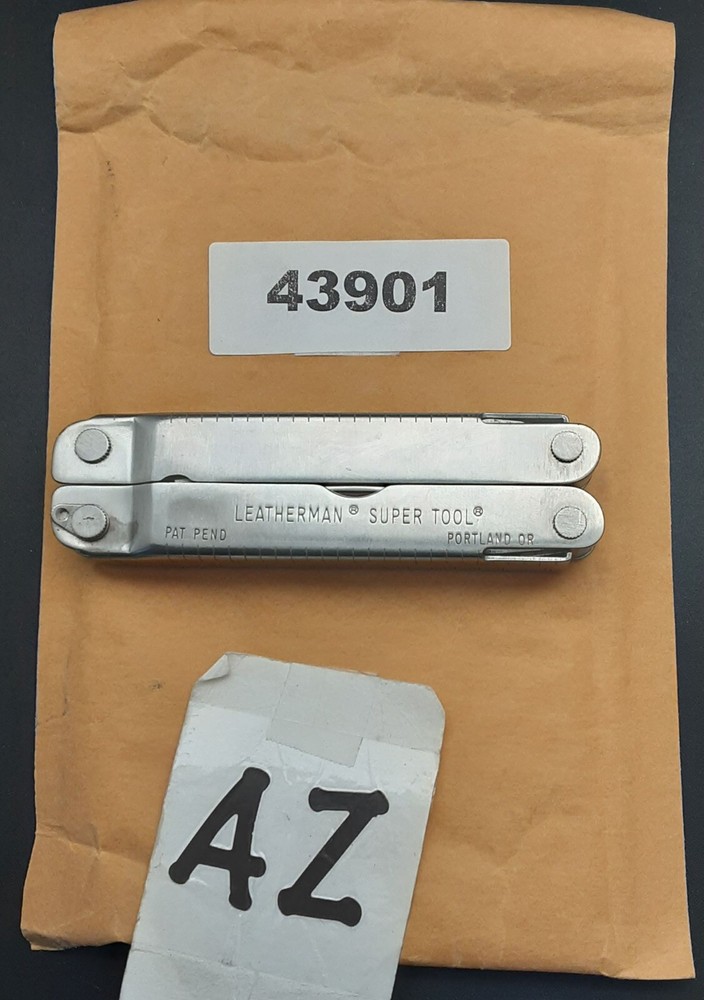 43901
LEATHERMAN® SUPER TOOL®
PAT PEND
PORTLAND OR
AZ